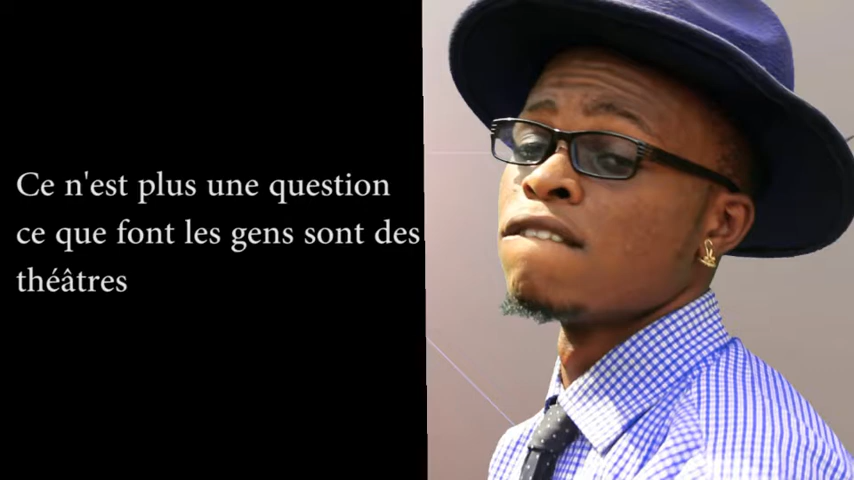 Ce n'est plus une question
ce que font les gens sont des
théâtres